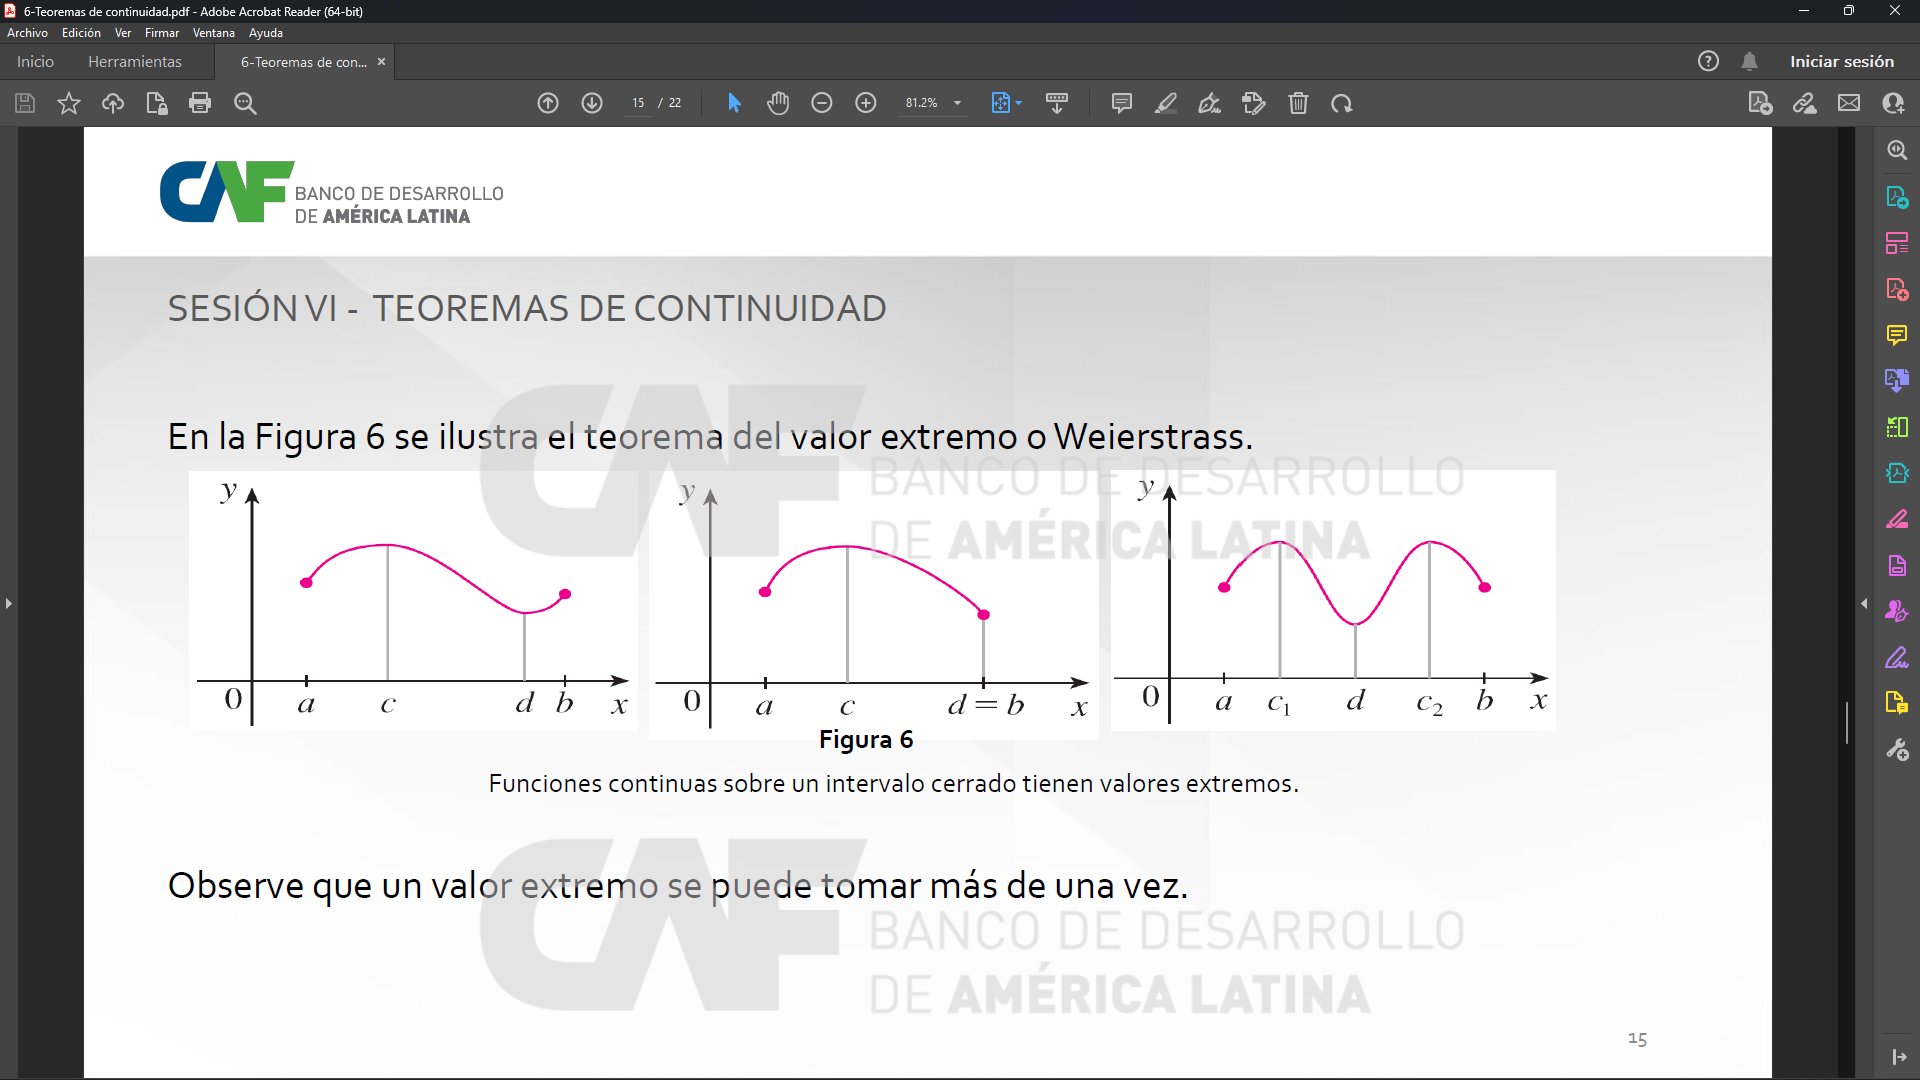 6-Teoremas de continuidad.pdf - Adobe Acrobat Reader (64-bit)
Archivo Edición Ver Firmar Ventana Ayuda
Inicio Herramientas 6-Teoremas de con... × Iniciar sesión
15 / 22 81.2%
CAF BANCO DE DESARROLLO
DE AMÉRICA LATINA
SESIÓN VI - TEOREMAS DE CONTINUIDAD
En la Figura 6 se ilustra el teorema del valor extremo o Weierstrass.
CAF BANCO DE DESARROLLO
DE AMÉRICA LATINA
y
0 a c d b x
y
0 a c d = b x
y
0 a c₁ d c₂ b x
Figura 6
Funciones continuas sobre un intervalo cerrado tienen valores extremos.
Observe que un valor extremo se puede tomar más de una vez.
CAF BANCO DE DESARROLLO
DE AMÉRICA LATINA
15